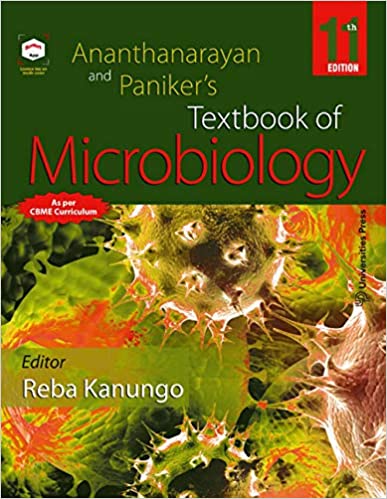 11th
EDITION
Ananthanarayan
and Paniker's
Textbook of
Microbiology
As per
CBME Curriculum
Universities Press
Editor
Reba Kanungo